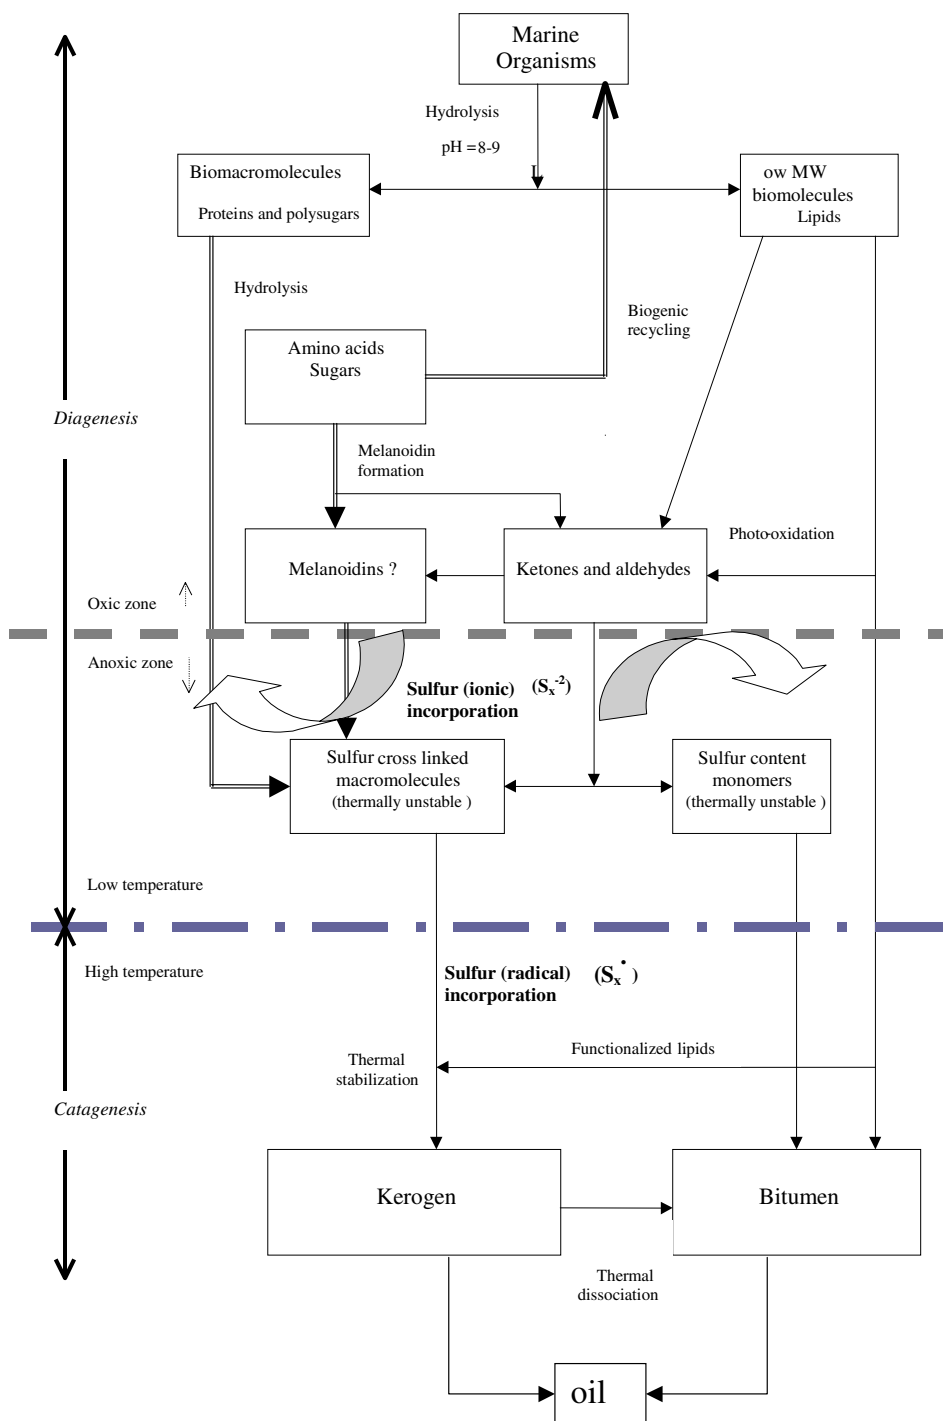 Marine
Organisms
Hydrolysis
pH =8-9
L
Biomacromolecules
Proteins and polysugars
ow MW
biomolecules
Lipids
Hydrolysis
Biogenic
recycling
Amino acids
Sugars
Diagenesis
Melanoidin
formation
Photo-oxidation
Melanoidins ?
Ketones and aldehydes
Oxic zone
Anoxic zone
Sulfur (ionic) (Sₓ⁻²)
incorporation
Sulfur cross linked
macromolecules
(thermally unstable )
Sulfur content
monomers
(thermally unstable )
Low temperature
High temperature
Sulfur (radical) (Sₓ• )
incorporation
Functionalized lipids
Thermal
stabilization
Catagenesis
Kerogen
Bitumen
Thermal
dissociation
oil